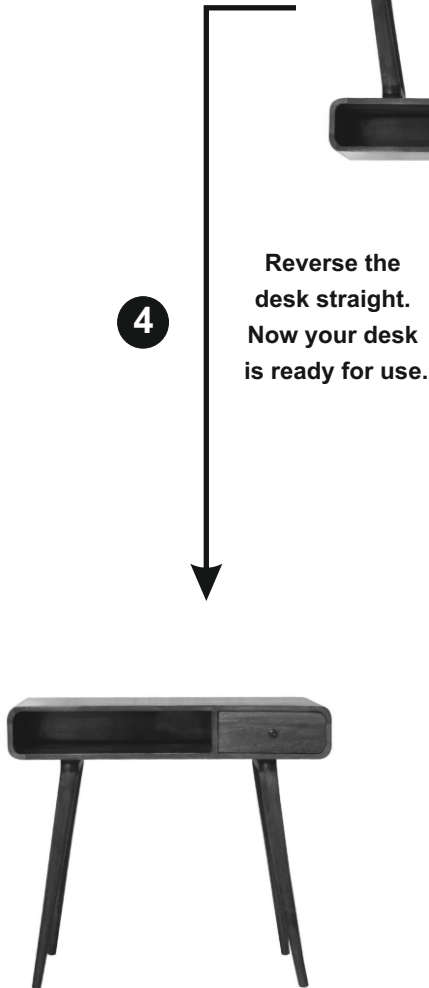 4
Reverse the
desk straight.
Now your desk
is ready for use.